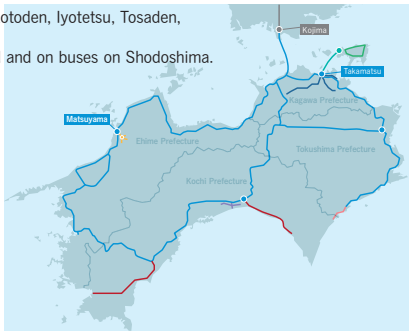 otoden, Iyotetsu, Tosaden,
and on buses on Shodoshima.
Kojima
Takamatsu
Kagawa Prefecture
Matsuyama
Ehime Prefecture
Tokushima Prefecture
Kochi Prefecture